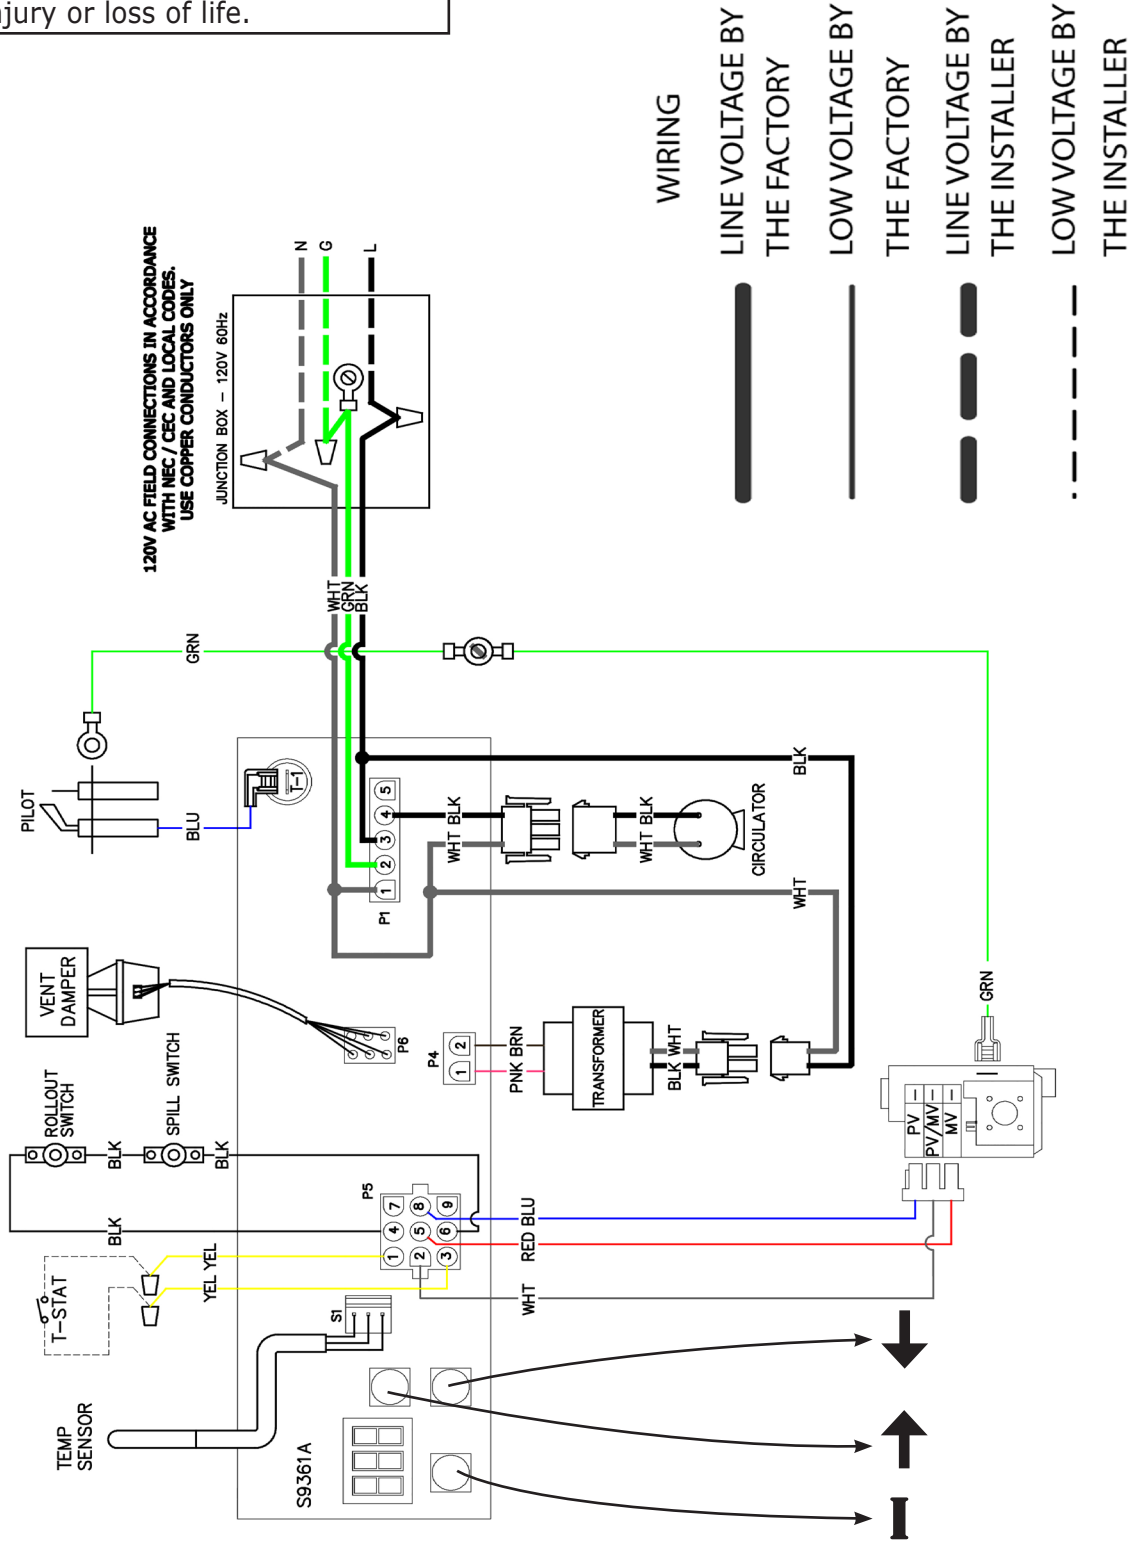 njury or loss of life.
WIRING
LINE VOLTAGE BY
THE FACTORY
LOW VOLTAGE BY
THE FACTORY
LINE VOLTAGE BY
THE INSTALLER
LOW VOLTAGE BY
THE INSTALLER
120V AC FIELD CONNECTIONS IN ACCORDANCE
WITH NEC / CEC AND LOCAL CODES.
USE COPPER CONDUCTORS ONLY
JUNCTION BOX - 120V 60Hz
N
G
L
WHT
GRN
BLK
GRN
PILOT
BLU
T-1
VENT
DAMPER
P6
P1
1
2
3
4
5
WHT BLK
WHT BLK
CIRCULATOR
BLK
WHT
P4
1
2
PNK BRN
TRANSFORMER
BLK WHT
GRN
ROLLOUT
SWITCH
SPILL SWITCH
BLK
BLK
BLK
P5
7
8
9
4
5
6
1
2
3
T-STAT
YEL YEL
BLU
RED
WHT
PV
PV/MV
MV
TEMP
SENSOR
S1
S9361A
I